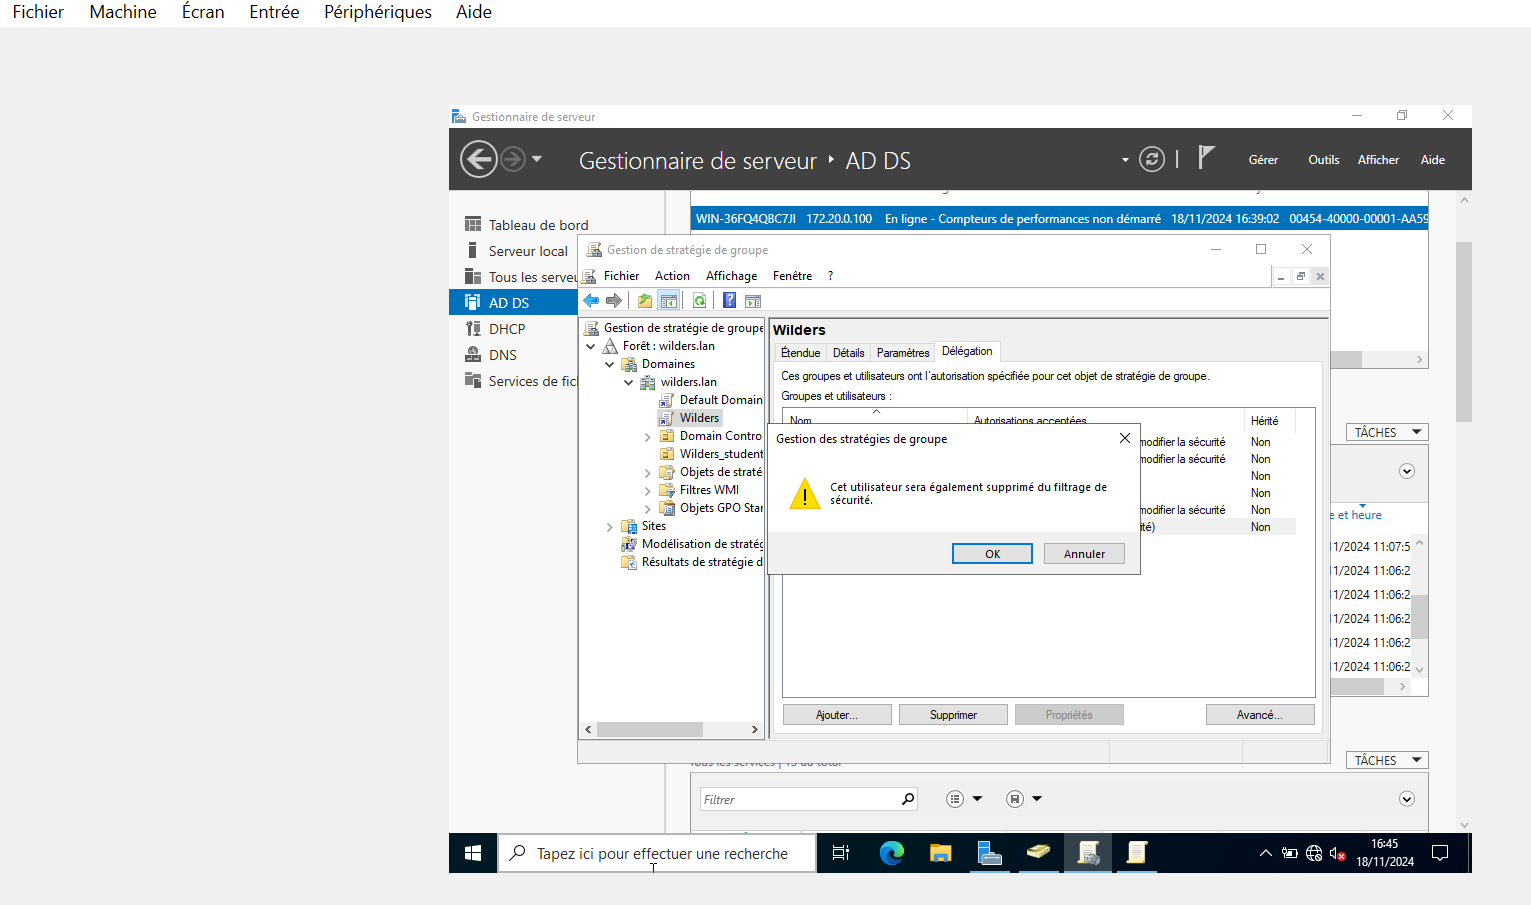 Fichier Machine Écran Entrée Périphériques Aide
Gestionnaire de serveur
Gestionnaire de serveur ‣ AD DS
Gérer Outils Afficher Aide
Tableau de bord
Serveur local
Tous les serveu
AD DS
DHCP
DNS
Services de fic
WIN-36FQ4QBC7JI 172.20.0.100 En ligne - Compteurs de performances non démarré 18/11/2024 16:39:02 00454-40000-00001-AA59
Gestion de stratégie de groupe
Fichier Action Affichage Fenêtre ?
Gestion de stratégie de groupe
Forêt : wilders.lan
Domaines
wilders.lan
Default Domain
Wilders
Domain Contro
Wilders_student
Objets de straté
Filtres WMI
Objets GPO Star
Sites
Modélisation de stratég
Résultats de stratégie d
Wilders
Étendue Détails Paramètres Délégation
Ces groupes et utilisateurs ont l'autorisation spécifiée pour cet objet de stratégie de groupe.
Groupes et utilisateurs :
Nom Autorisations acceptées Hérité
modifier la sécurité Non
modifier la sécurité Non
Non
Non
modifier la sécurité Non
ité) Non
Gestion des stratégies de groupe
Cet utilisateur sera également supprimé du filtrage de
sécurité.
OK Annuler
Ajouter... Supprimer Propriétés Avancé...
TÂCHES
e et heure
1/2024 11:07:5
1/2024 11:06:2
1/2024 11:06:2
1/2024 11:06:2
1/2024 11:06:2
1/2024 11:06:2
TÂCHES
Filtrer
Tapez ici pour effectuer une recherche
16:45
18/11/2024